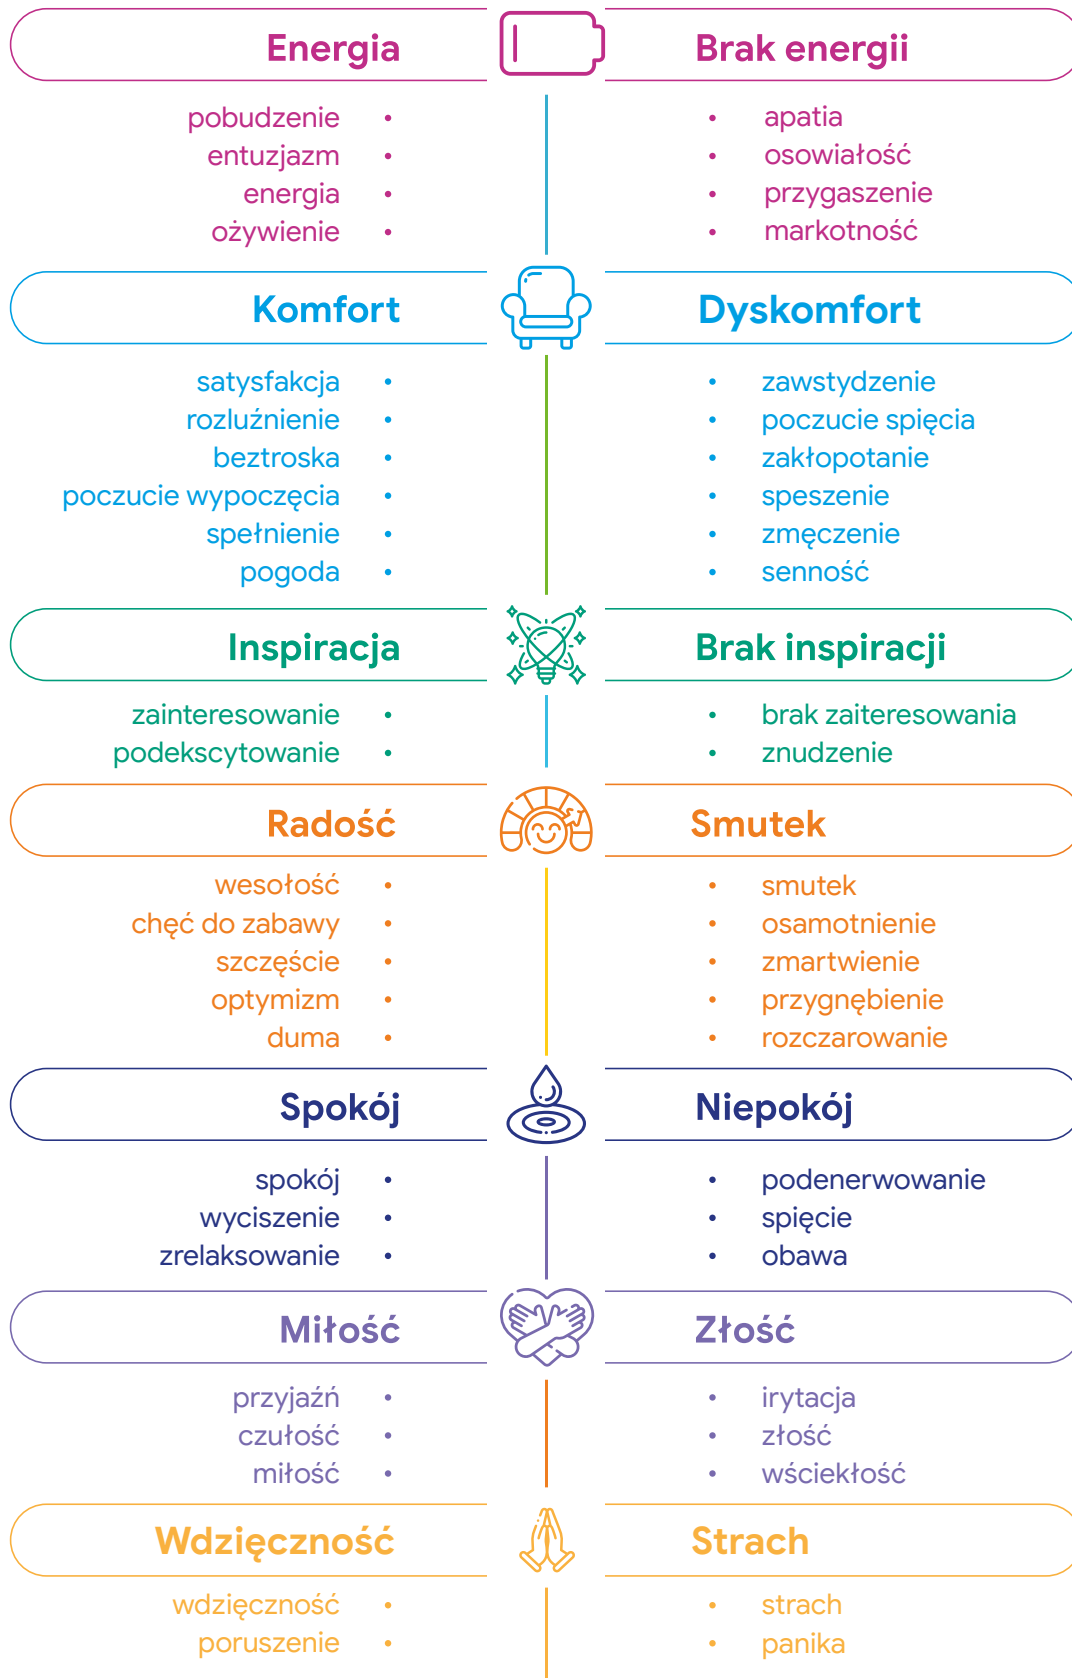 Energia
Brak energii
pobudzenie
entuzjazm
energia
ożywienie
apatia
osowiałość
przygaszenie
markotność
Komfort
Dyskomfort
satysfakcja
rozluźnienie
beztroska
poczucie wypoczęcia
spełnienie
pogoda
zawstydzenie
poczucie spięcia
zakłopotanie
speszenie
zmęczenie
senność
Inspiracja
Brak inspiracji
zainteresowanie
podekscytowanie
brak zaiteresowania
znudzenie
Radość
Smutek
wesołość
chęć do zabawy
szczęście
optymizm
duma
smutek
osamotnienie
zmartwienie
przygnębienie
rozczarowanie
Spokój
Niepokój
spokój
wyciszenie
zrelaksowanie
podenerwowanie
spięcie
obawa
Miłość
Złość
przyjaźń
czułość
miłość
irytacja
złość
wściekłość
Wdzięczność
Strach
wdzięczność
poruszenie
strach
panika